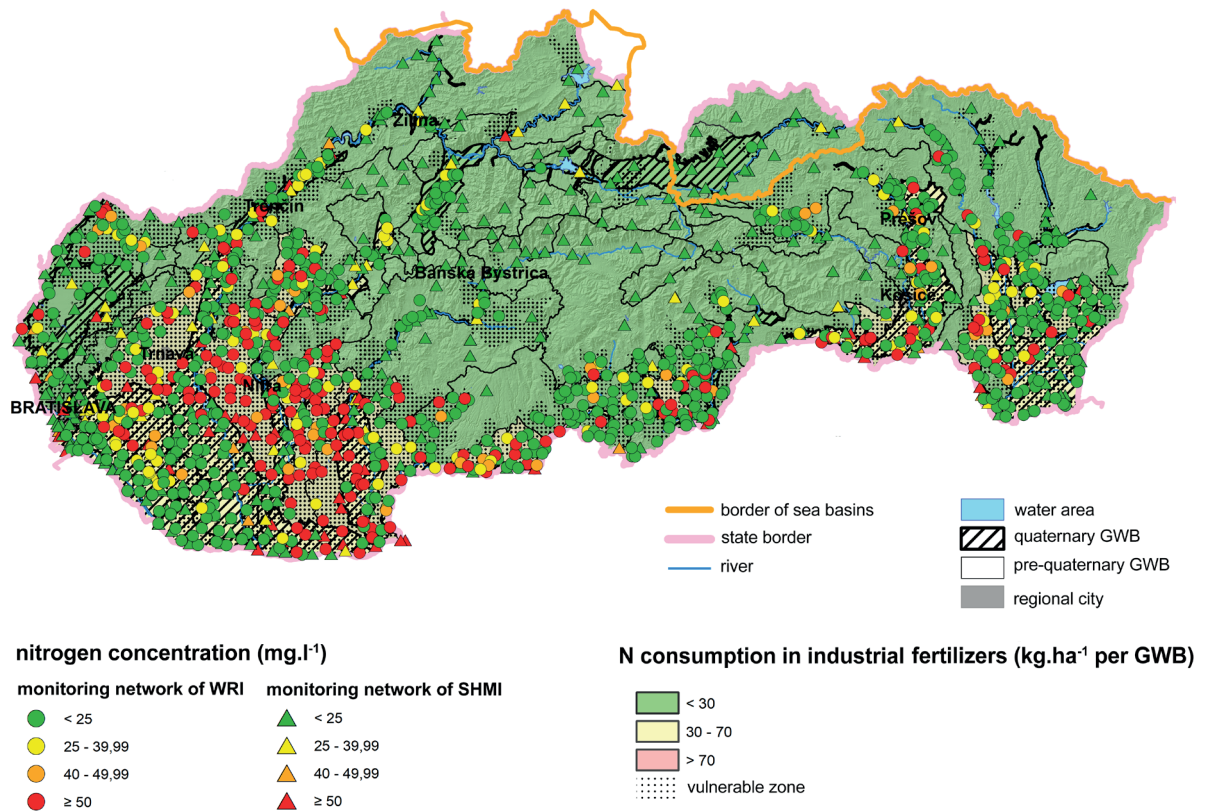 Žilina
Trenčín
Prešov
Banská Bystrica
Košice
Trnava
Nitra
BRATISLAVA
border of sea basins
state border
river
water area
quaternary GWB
pre-quaternary GWB
regional city
nitrogen concentration (mg.l-1)
monitoring network of WRI
< 25
25 - 39,99
40 - 49,99
≥ 50
monitoring network of SHMI
< 25
25 - 39,99
40 - 49,99
≥ 50
N consumption in industrial fertilizers (kg.ha-1 per GWB)
< 30
30 - 70
> 70
vulnerable zone